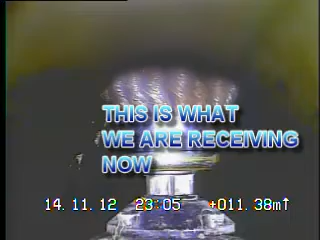 THIS IS WHAT
WE ARE RECEIVING
NOW
14.11.12 23:05 +011.38m↑